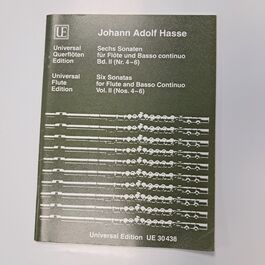 UE
Johann Adolf Hasse
Universal
Querflöten
Edition
Sechs Sonaten
für Flöte und Basso continuo
Bd. II (Nr. 4–6)
Universal
Flute
Edition
Six Sonatas
for Flute and Basso Continuo
Vol. II (Nos. 4–6)
Universal Edition UE 30 438